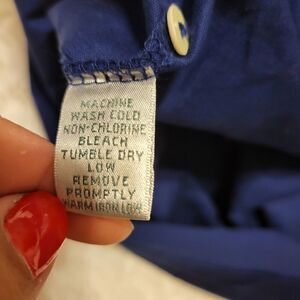 MACHINE
WASH COLD
NON-CHLORINE
BLEACH
TUMBLE DRY
LOW
REMOVE
PROMPTLY
WARM IRON LOW